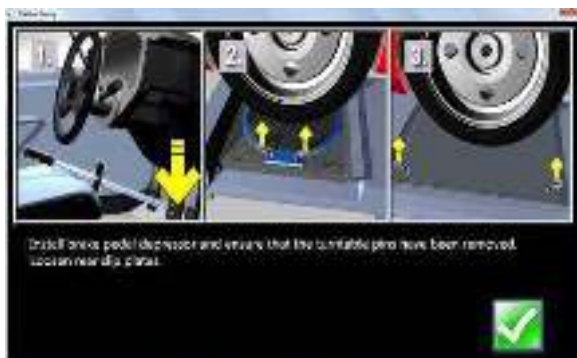 1. 2. 3.
Install brake pedal depressor and ensure that the turntable pins have been removed.
Loosen rear slip plates.